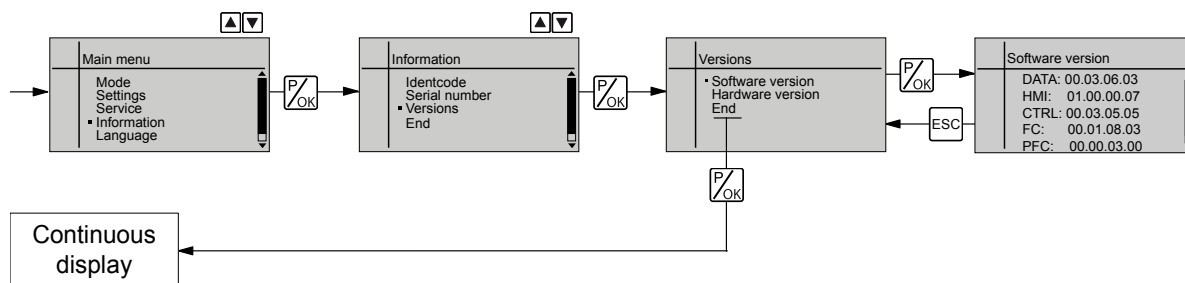 Main menu
Mode
Settings
Service
Information
Language
P/OK
Information
Identcode
Serial number
Versions
End
P/OK
Versions
Software version
Hardware version
End
P/OK
ESC
Software version
DATA: 00.03.06.03
HMI: 01.00.00.07
CTRL: 00.03.05.05
FC: 00.01.08.03
PFC: 00.00.03.00
P/OK
Continuous
display